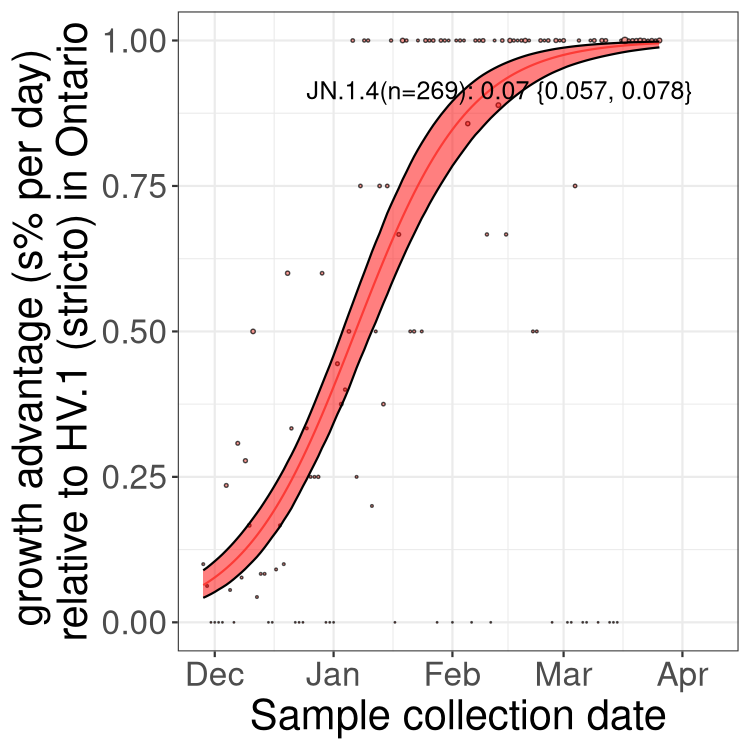 growth advantage (s% per day)
relative to HV.1 (stricto) in Ontario
1.00
0.75
0.50
0.25
0.00
JN.1.4(n=269): 0.07 {0.057, 0.078}
Dec Jan Feb Mar Apr
Sample collection date